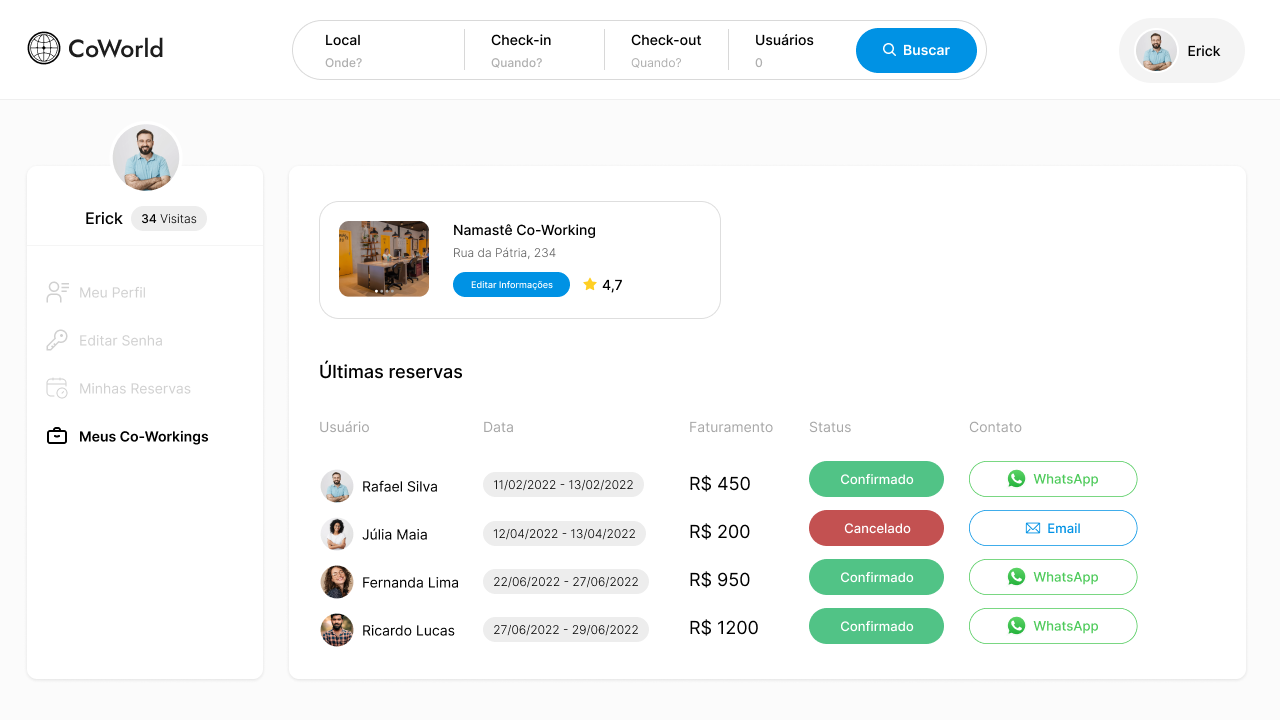 CoWorld
Local
Onde?
Check-in
Quando?
Check-out
Quando?
Usuários
0
Buscar
Erick
Erick
34 Visitas
Meu Perfil
Editar Senha
Minhas Reservas
Meus Co-Workings
Namastê Co-Working
Rua da Pátria, 234
Editar Informações
4,7
Últimas reservas
Usuário Data Faturamento Status Contato
Rafael Silva 11/02/2022 - 13/02/2022 R$ 450 Confirmado WhatsApp
Júlia Maia 12/04/2022 - 13/04/2022 R$ 200 Cancelado Email
Fernanda Lima 22/06/2022 - 27/06/2022 R$ 950 Confirmado WhatsApp
Ricardo Lucas 27/06/2022 - 29/06/2022 R$ 1200 Confirmado WhatsApp